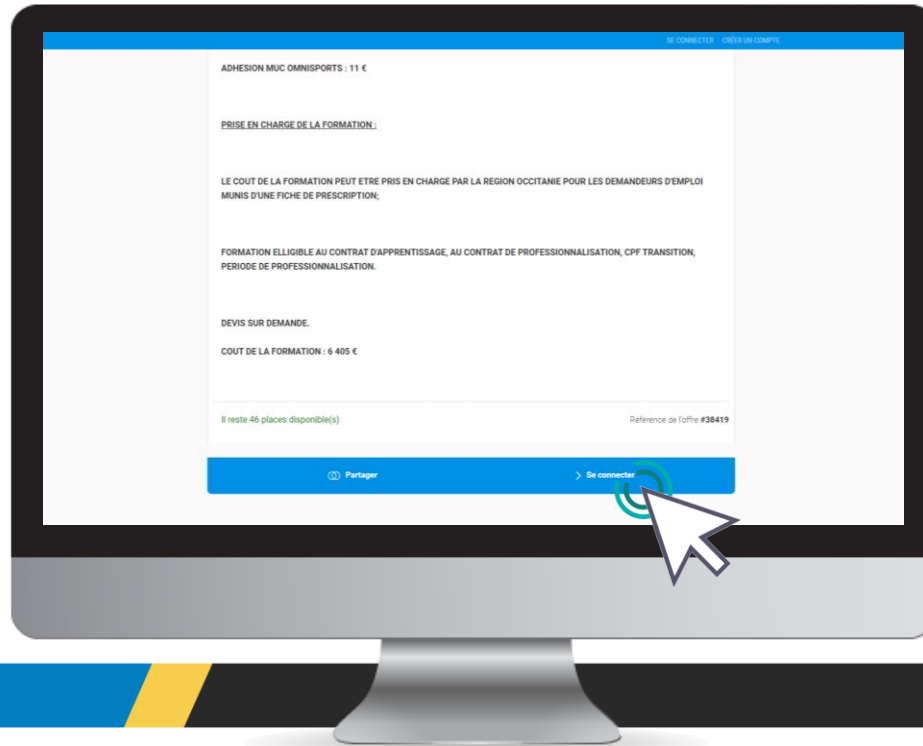 SE CONNECTER CRÉER UN COMPTE
ADHESION MUC OMNISPORTS : 11 €
PRISE EN CHARGE DE LA FORMATION :
LE COUT DE LA FORMATION PEUT ETRE PRIS EN CHARGE PAR LA REGION OCCITANIE POUR LES DEMANDEURS D'EMPLOI
MUNIS D'UNE FICHE DE PRESCRIPTION;
FORMATION ELLIGIBLE AU CONTRAT D'APPRENTISSAGE, AU CONTRAT DE PROFESSIONNALISATION, CPF TRANSITION,
PERIODE DE PROFESSIONNALISATION.
DEVIS SUR DEMANDE.
COUT DE LA FORMATION : 6 405 €
Il reste 46 places disponible(s) Référence de l'offre #38419
Partager Se connecter